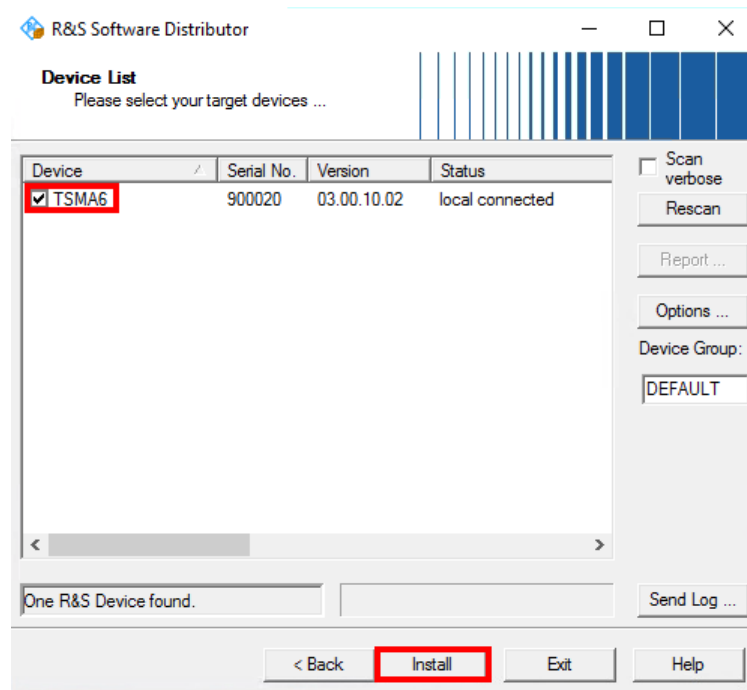 R&S Software Distributor
Device List
Please select your target devices ...
Device Serial No. Version Status
TSMA6 900020 03.00.10.02 local connected
Scan verbose
Rescan
Report ...
Options ...
Device Group:
DEFAULT
One R&S Device found.
Send Log ...
< Back Install Exit Help